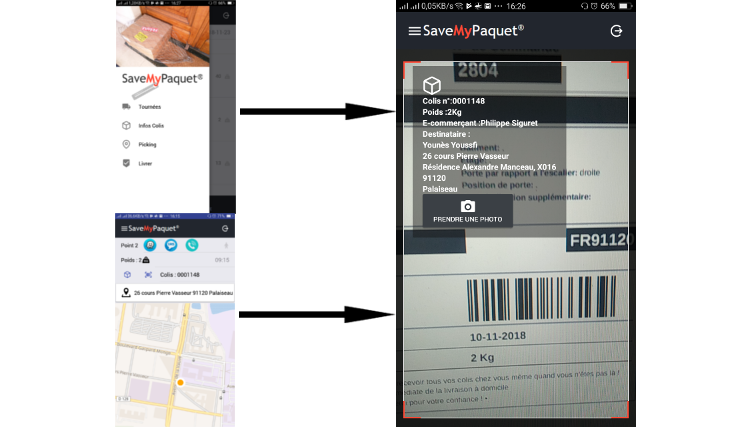 16:27
SaveMyPaquet®
Tournées
Infos Colis
Picking
Livrer
SaveMyPaquet®
Point 2
Poids : 2
09:15
Colis : 0001148
26 cours Pierre Vasseur 91120 Palaiseau
0,05KB/s
16:26
66%
SaveMyPaquet®
2804
Colis n°:0001148
Poids :2Kg
E-commerçant :Philippe Siguret
Destinataire :
Younès Youssfi
26 cours Pierre Vasseur
Résidence Alexandre Manceau, X016
91120
Palaiseau
Porte par rapport à l'escalier: droite
Position de porte: .
supplémentaire:
PRENDRE UNE PHOTO
FR91120
10-11-2018
2 Kg
cevoir tous vos colis chez vous même quand vous n'êtes pas là !
édiate de la livraison à domicile
pour votre confiance ! •